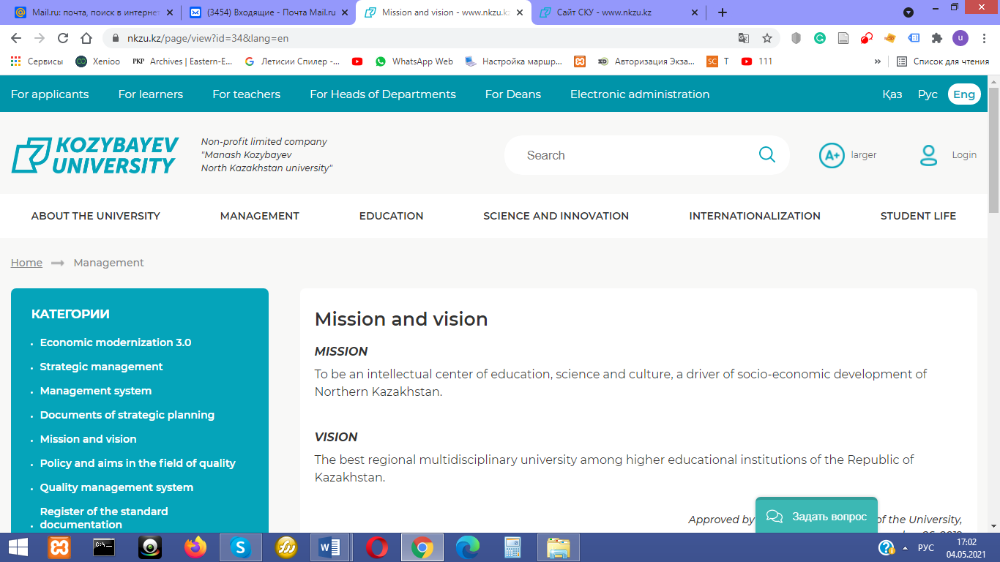 Mail.ru: почта, поиск в интернет
(3454) Входящие - Почта Mail.ru
Mission and vision - www.nkzu.kz
Сайт СКУ - www.nkzu.kz
nkzu.kz/page/view?id=34&lang=en
u
Сервисы
Xenioo
PKP Archives | Eastern-E...
Летисии Спилер -...
WhatsApp Web
Настройка маршр...
Авторизация Экза...
SC T
111
»
Список для чтения
For applicants
For learners
For teachers
For Heads of Departments
For Deans
Electronic administration
Қаз
Рус
Eng
KOZYBAYEV
UNIVERSITY
Non-profit limited company
"Manash Kozybayev
North Kazakhstan university"
Search
A+ larger
Login
ABOUT THE UNIVERSITY
MANAGEMENT
EDUCATION
SCIENCE AND INNOVATION
INTERNATIONALIZATION
STUDENT LIFE
Home
Management
КАТЕГОРИИ
Economic modernization 3.0
Strategic management
Management system
Documents of strategic planning
Mission and vision
Policy and aims in the field of quality
Quality management system
Register of the standard
documentation
Mission and vision
MISSION
To be an intellectual center of education, science and culture, a driver of socio-economic development of
Northern Kazakhstan.
VISION
The best regional multidisciplinary university among higher educational institutions of the Republic of
Kazakhstan.
Approved by
of the University,
Задать вопрос
РУС
17:02
04.05.2021